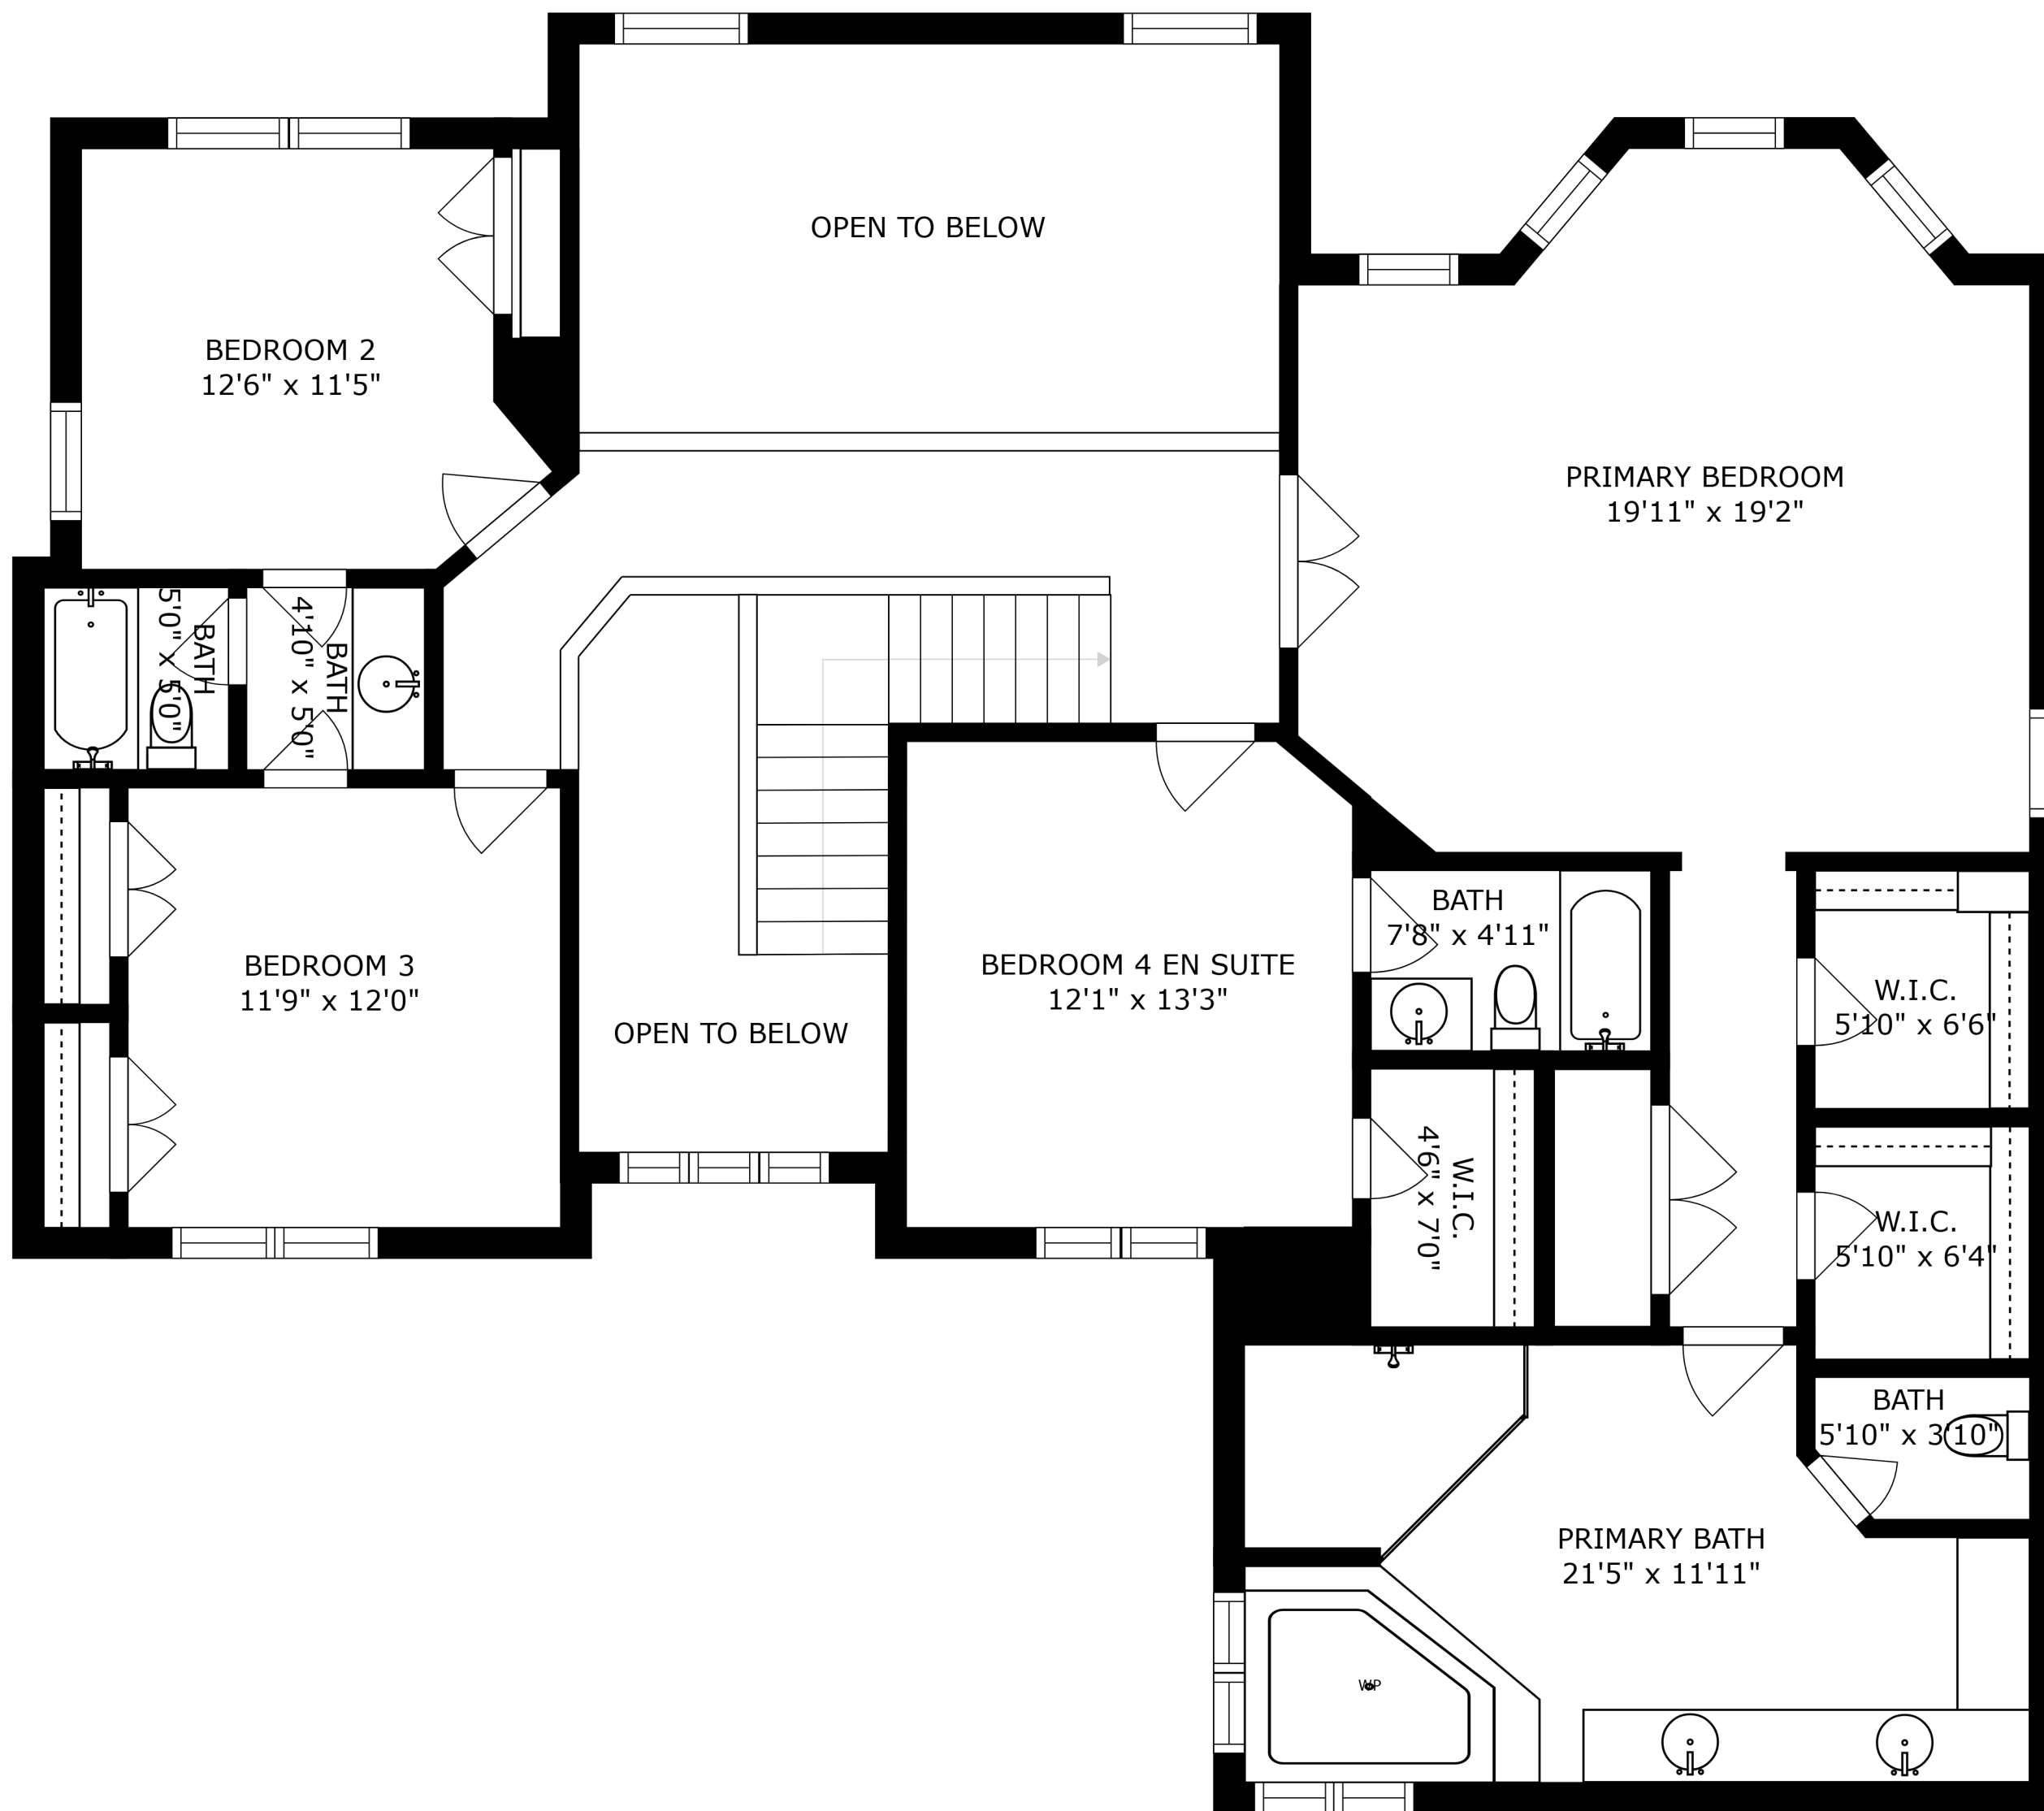 OPEN TO BELOW
BEDROOM 2
12'6" x 11'5"
PRIMARY BEDROOM
19'11" x 19'2"
BATH
5'0" x 5'0"
BATH
4'10" x 5'0"
BATH
7'8" x 4'11"
BEDROOM 3
11'9" x 12'0"
BEDROOM 4 EN SUITE
12'1" x 13'3"
OPEN TO BELOW
W.I.C.
5'10" x 6'6"
W.I.C.
4'6" x 7'0"
W.I.C.
5'10" x 6'4"
BATH
5'10" x 3'10"
PRIMARY BATH
21'5" x 11'11"
WP